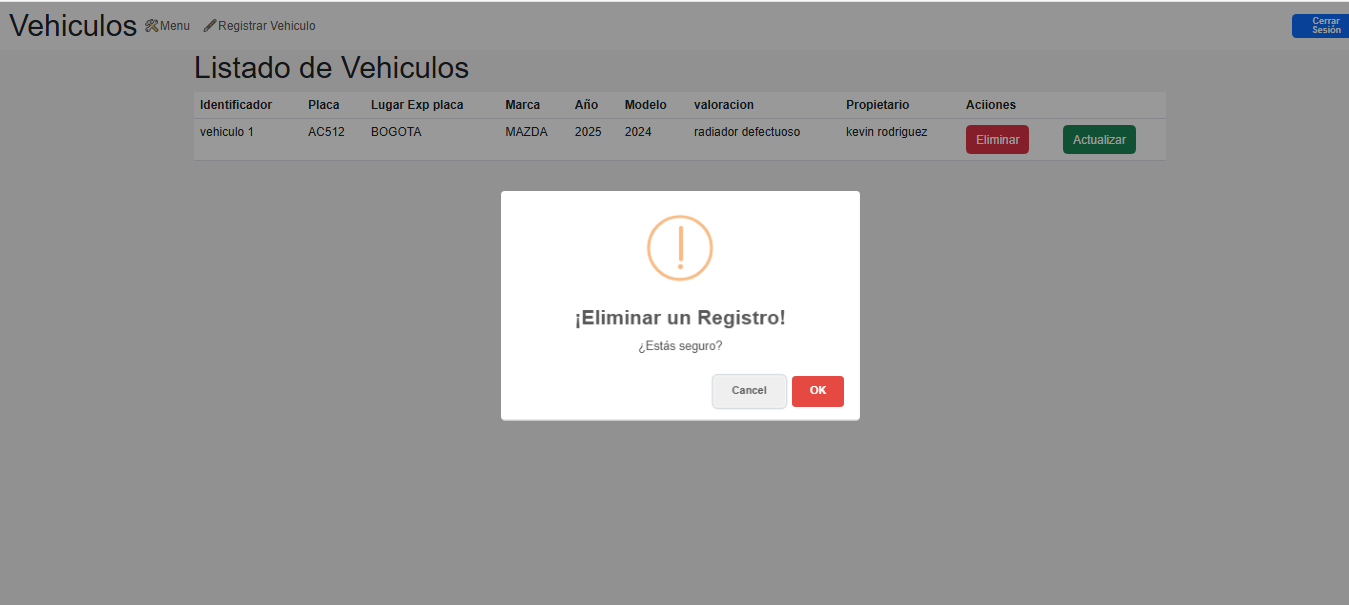 Vehiculos Menu Registrar Vehiculo
Cerrar
Sesión
Listado de Vehiculos
Identificador Placa Lugar Exp placa Marca Año Modelo valoracion Propietario Aciiones
vehiculo 1 AC512 BOGOTA MAZDA 2025 2024 radiador defectuoso kevin rodriguez Eliminar Actualizar
¡Eliminar un Registro!
¿Estás seguro?
Cancel OK